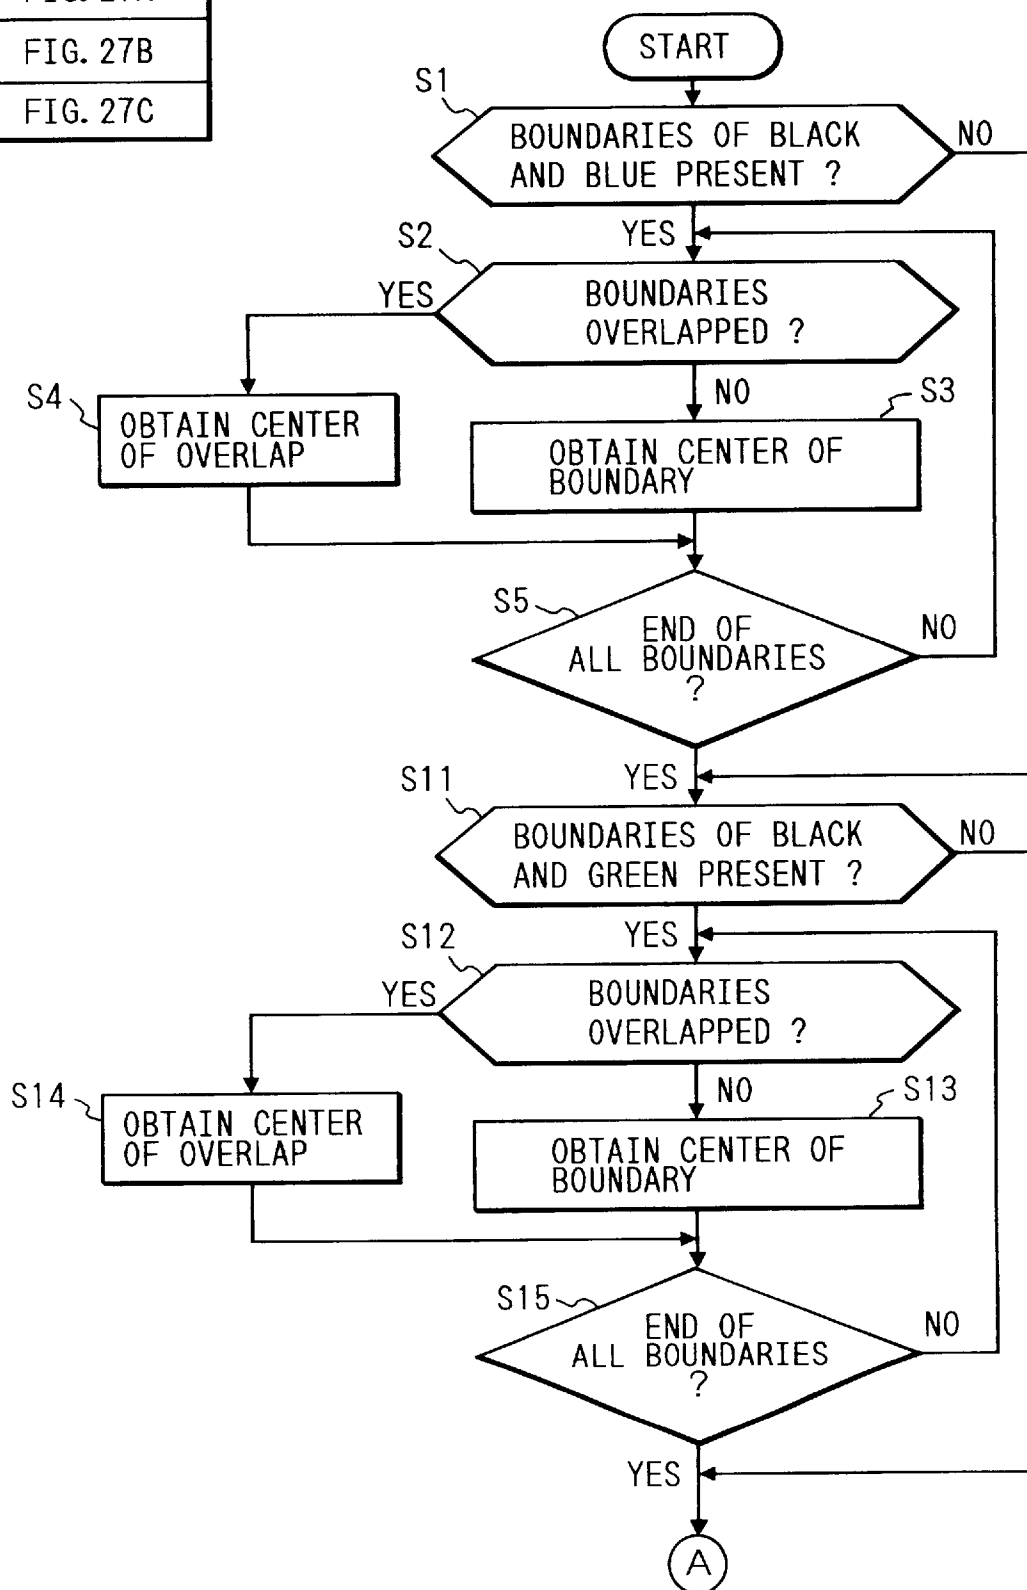 FIG. 27B
FIG. 27C
START
S1
BOUNDARIES OF BLACK
AND BLUE PRESENT ?
NO
YES
S2
YES
BOUNDARIES
OVERLAPPED ?
NO
S4
OBTAIN CENTER
OF OVERLAP
S3
OBTAIN CENTER OF
BOUNDARY
S5
END OF
ALL BOUNDARIES
?
NO
YES
S11
BOUNDARIES OF BLACK
AND GREEN PRESENT ?
NO
YES
S12
YES
BOUNDARIES
OVERLAPPED ?
NO
S14
OBTAIN CENTER
OF OVERLAP
S13
OBTAIN CENTER OF
BOUNDARY
S15
END OF
ALL BOUNDARIES
?
NO
YES
A